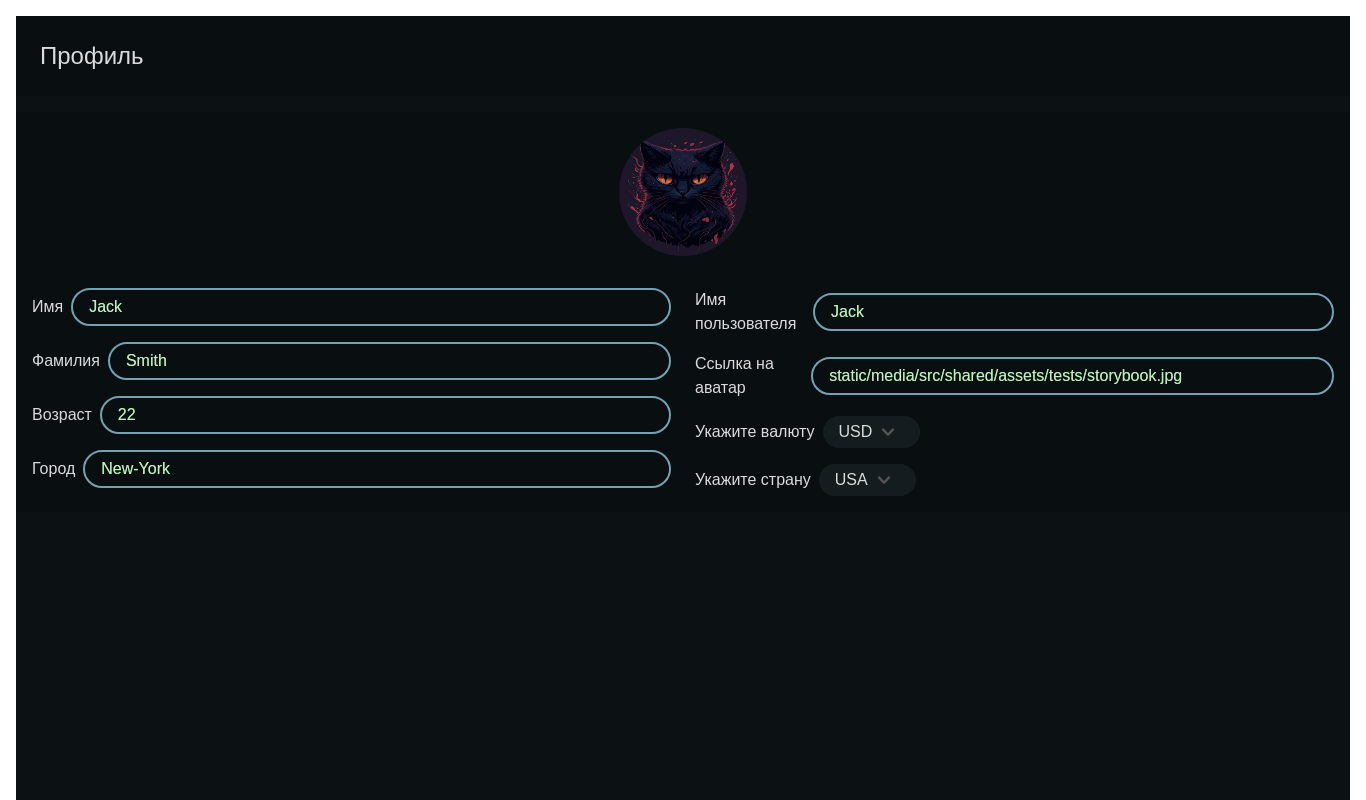 Профиль
Имя Jack
Фамилия Smith
Возраст 22
Город New-York
Имя
пользователя
Jack
Ссылка на
аватар
static/media/src/shared/assets/tests/storybook.jpg
Укажите валюту USD
Укажите страну USA